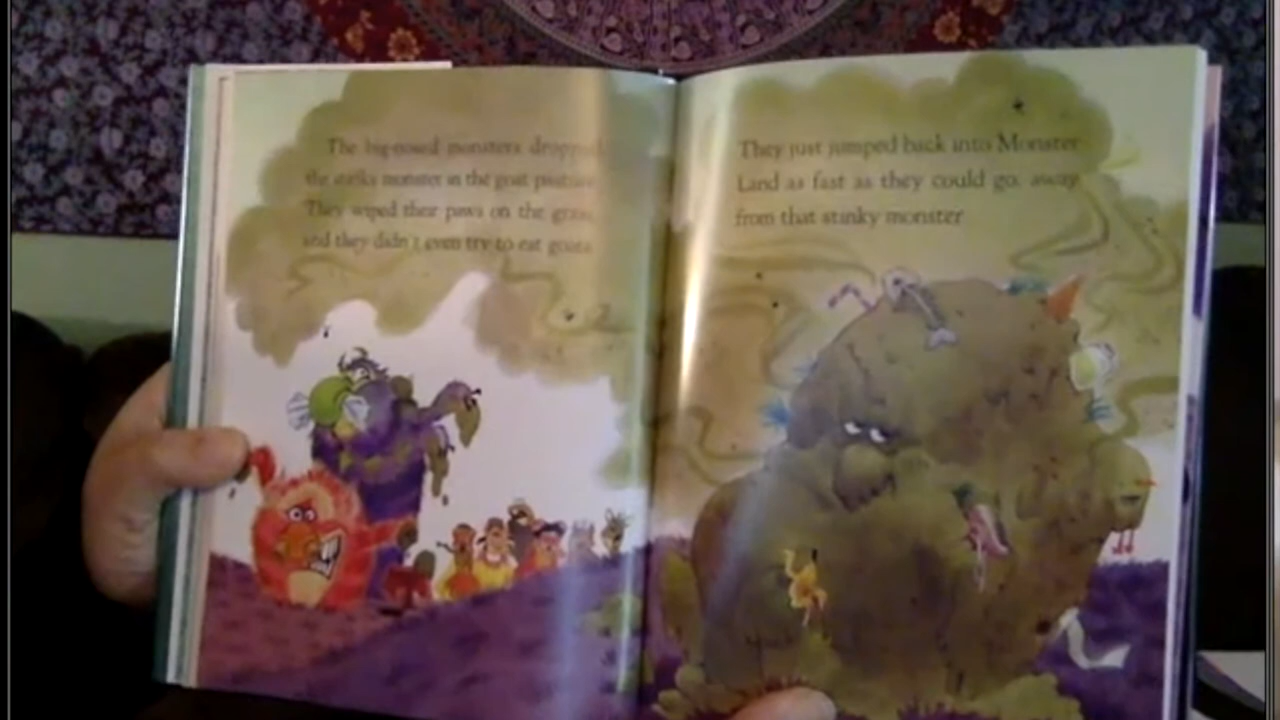 The big-nosed monsters dropped
the stinky monster in the goat pasture.
They wiped their paws on the grass,
and they didn't even try to eat goats.
They just jumped back into Monster
Land as fast as they could go, away
from that stinky monster